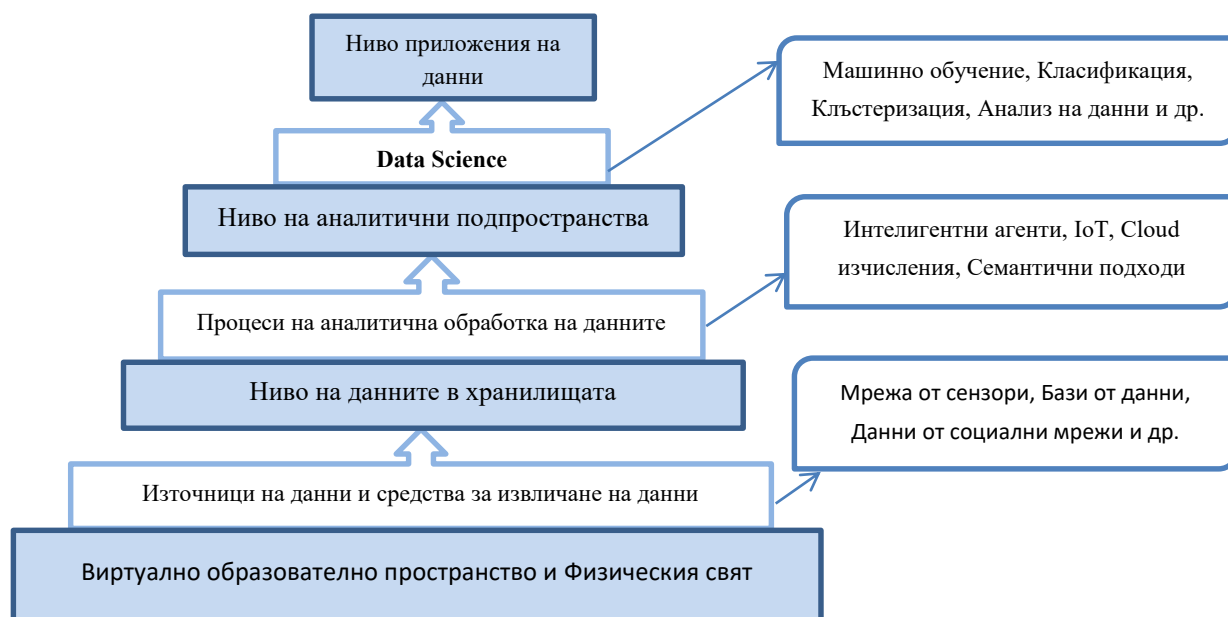 Ниво приложения на
данни
Машинно обучение, Класификация,
Клъстеризация, Анализ на данни и др.
Data Science
Ниво на аналитични подпространства
Интелигентни агенти, IoT, Cloud
изчисления, Семантични подходи
Процеси на аналитична обработка на данните
Ниво на данните в хранилищата
Мрежа от сензори, Бази от данни,
Данни от социални мрежи и др.
Източници на данни и средства за извличане на данни
Виртуално образователно пространство и Физическия свят